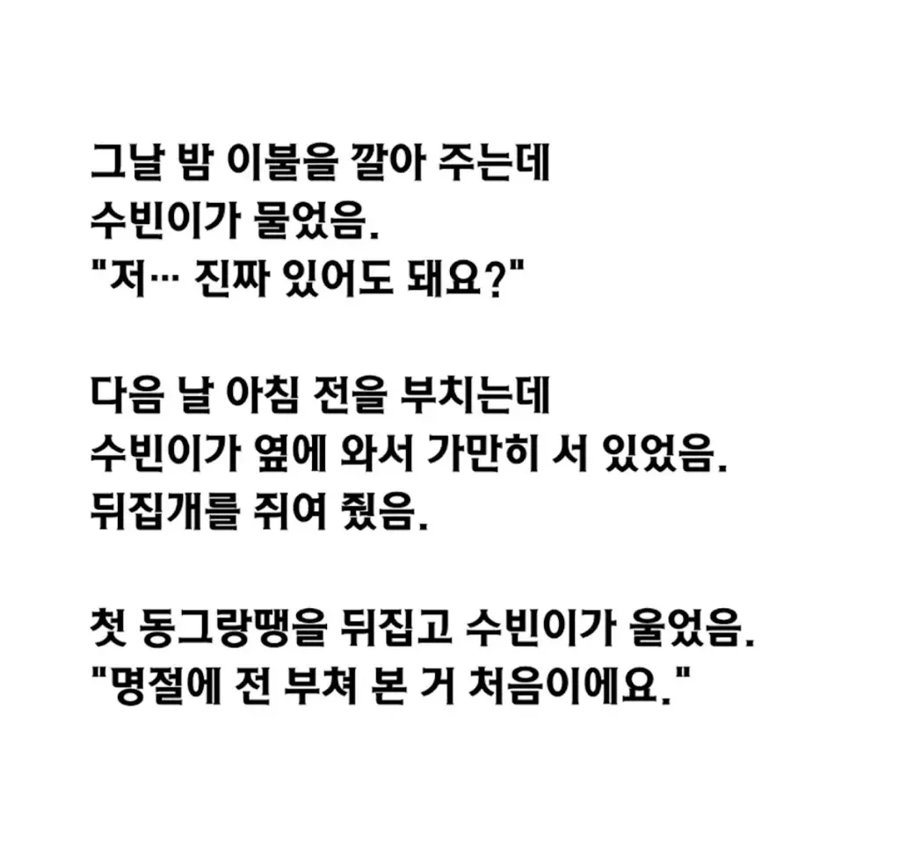 그날 밤 이불을 깔아 주는데
수빈이가 물었음.
"저… 진짜 있어도 돼요?"
다음 날 아침 전을 부치는데
수빈이가 옆에 와서 가만히 서 있었음.
뒤집개를 쥐여 줬음.
첫 동그랑땡을 뒤집고 수빈이가 울었음.
"명절에 전 부쳐 본 거 처음이에요."